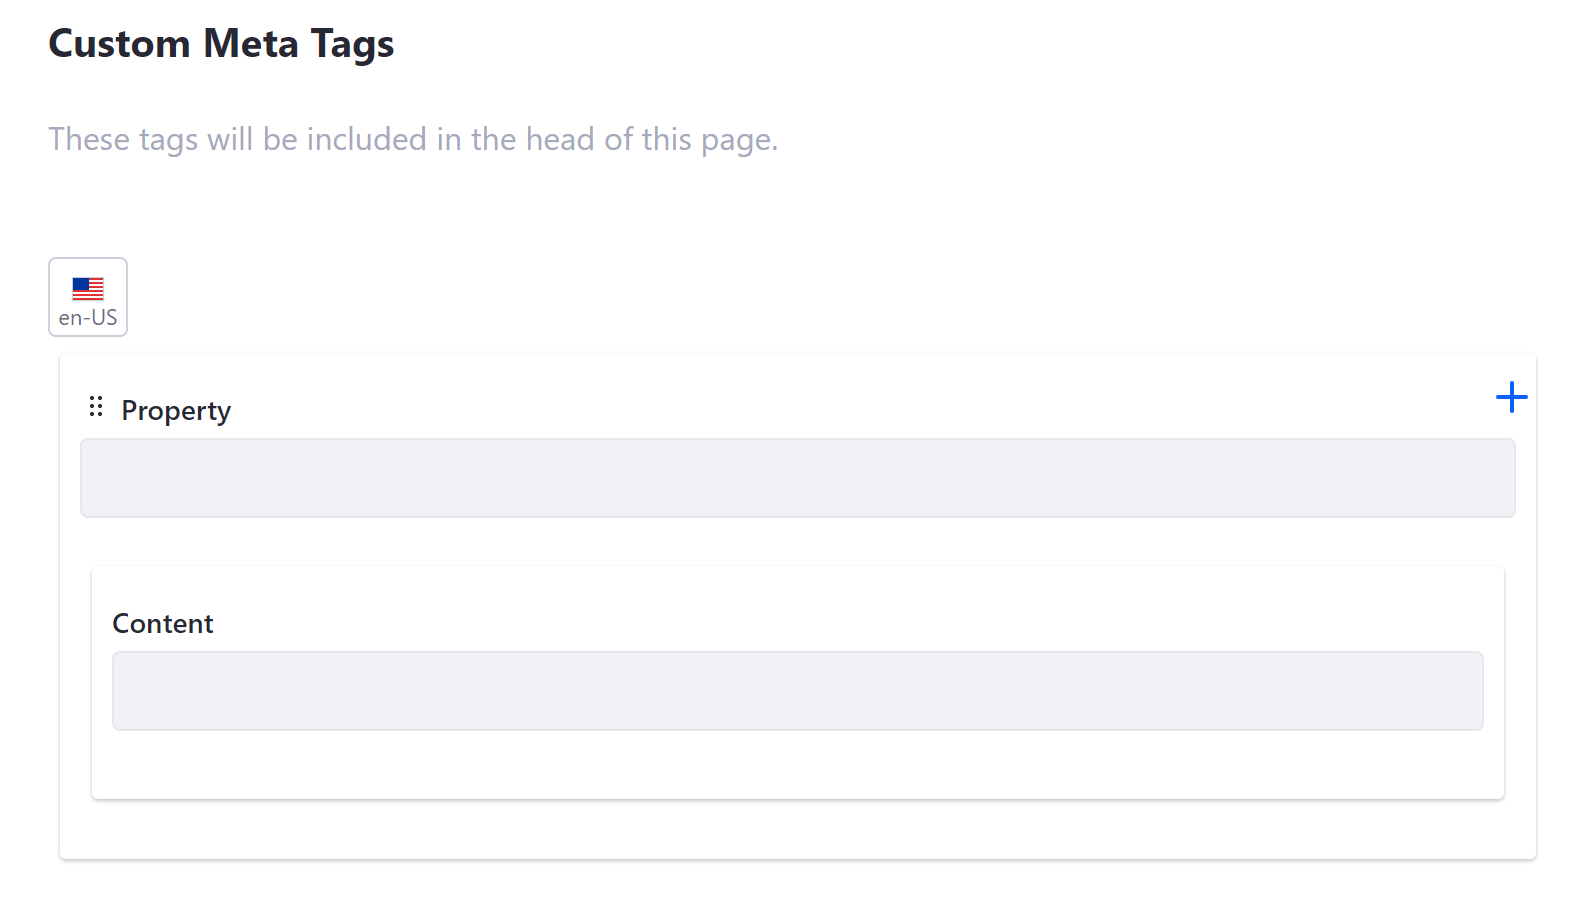 Custom Meta Tags
These tags will be included in the head of this page.
en-US
Property
Content